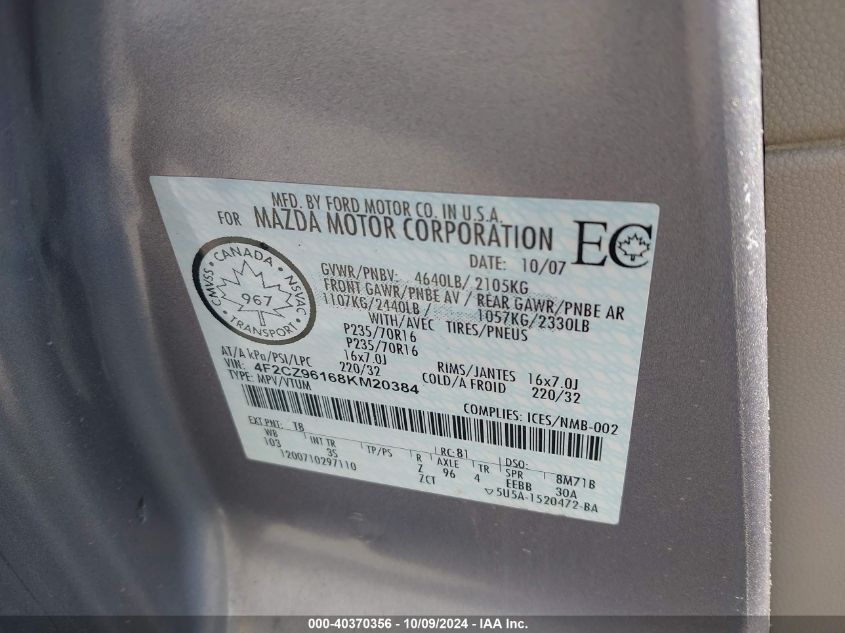 MFD. BY FORD MOTOR CO. IN U.S.A.
FOR MAZDA MOTOR CORPORATION
DATE: 10/07
EC
CANADA
CMVSS
NSVAC
967
TRANSPORT
GVWR/PNBV: 4640LB/ 2105KG
FRONT GAWR/PNBE AV / REAR GAWR/PNBE AR
1107KG/2440LB / 1057KG/2330LB
WITH/AVEC TIRES/PNEUS
P235/70R16
P235/70R16
16x7.0J RIMS/JANTES 16x7.0J
AT/A kPa/PSI/LPC 220/32 COLD/A FROID 220/32
VIN: 4F2CZ96168KM20384
TYPE: MPV/VTUM
COMPLIES: ICES/NMB-002
EXT PNT: TB RC: 81 DSO:
WB INT TR TP/PS R AXLE TR SPR 8M71B
103 3S Z 96 4 EEBB 30A
1200710297110 ZCT 5U5A-1520472-BA
000-40370356 - 10/09/2024 - IAA Inc.